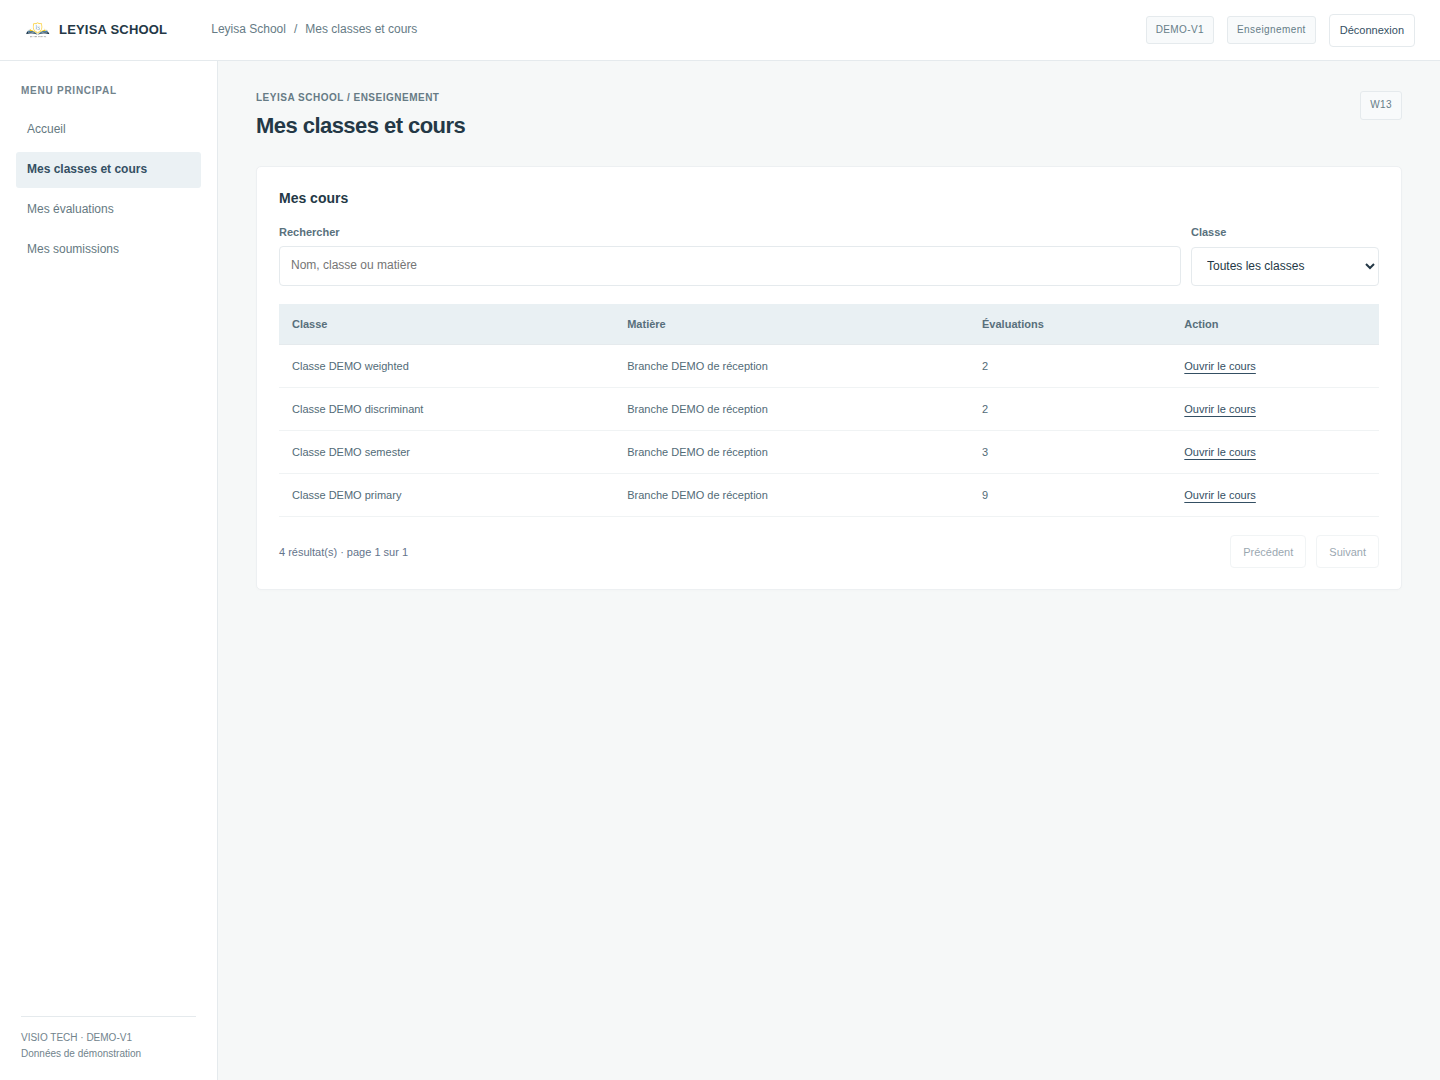 LEYISA SCHOOL
Leyisa School / Mes classes et cours
DEMO-V1
Enseignement
Déconnexion
MENU PRINCIPAL
Accueil
Mes classes et cours
Mes évaluations
Mes soumissions
LEYISA SCHOOL / ENSEIGNEMENT
W13
Mes classes et cours
Mes cours
Rechercher
Classe
Nom, classe ou matière
Toutes les classes
Classe Matière Évaluations Action
Classe DEMO weighted Branche DEMO de réception 2 Ouvrir le cours
Classe DEMO discriminant Branche DEMO de réception 2 Ouvrir le cours
Classe DEMO semester Branche DEMO de réception 3 Ouvrir le cours
Classe DEMO primary Branche DEMO de réception 9 Ouvrir le cours
4 résultat(s) · page 1 sur 1
Précédent
Suivant
VISIO TECH · DEMO-V1
Données de démonstration